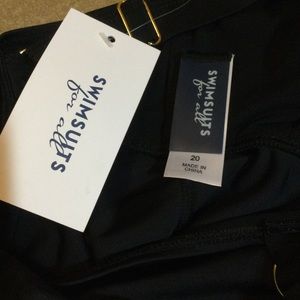 SWIMSUITS
for all
SWIMSUITS
for all
20
MADE IN
CHINA